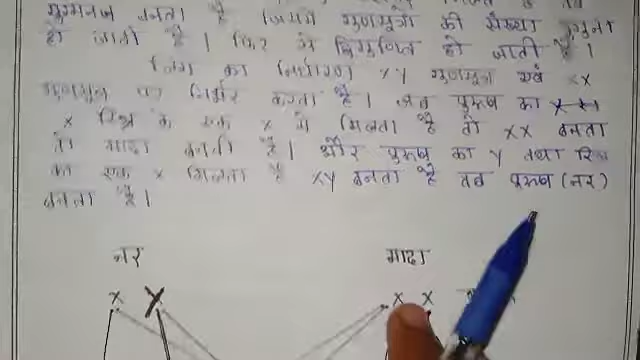 युग्मनज बनता है जिसमें गुणसूत्रों की संख्या दुगुना
हो जाती है। फिर से द्विगुणित हो जाती है।
लिंग का निर्धारण XY गुणसूत्र एवं XX
गुणसूत्र पर निर्भर करता है। जब पुरुष का
X स्त्री के एक X से मिलता है तो XX बनता
तो मादा बनती है। और पुरुष का Y तथा
का एक X मिलता है XY बनता है तब पुरुष (नर)
बनता है।
नर मादा
X Y X X